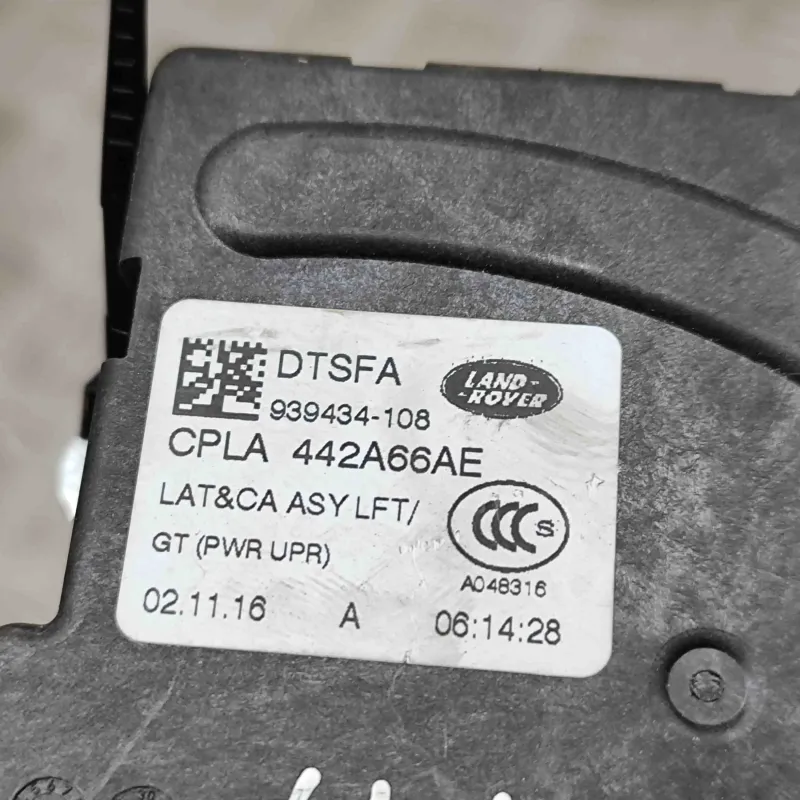 DTSFA
LAND-
-ROVER
939434-108
CPLA 442A66AE
LAT&CA ASY LFT/
GT (PWR UPR)
CCC S
A048316
02.11.16 A 06:14:28